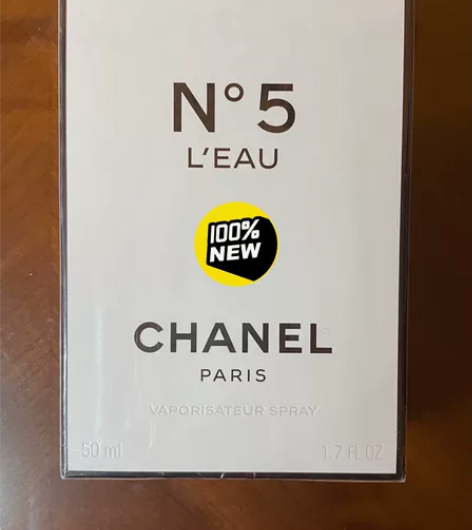 N° 5
L'EAU
100%
NEW
CHANEL
PARIS
VAPORISATEUR SPRAY
50 ml 1.7 FL.OZ.